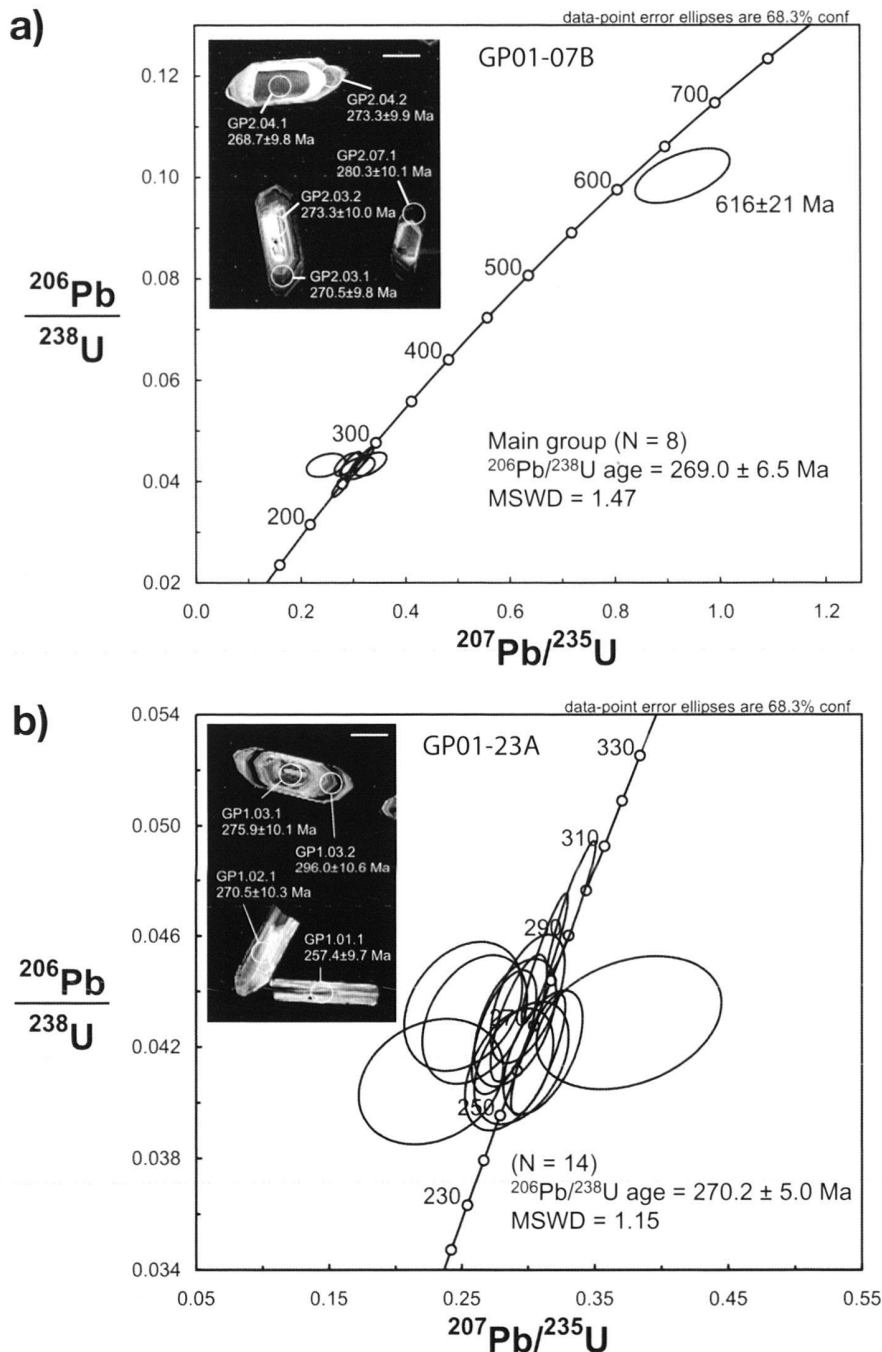 a)
data-point error ellipses are 68.3% conf
GP01-07B
GP2.04.1
268.7±9.8 Ma
GP2.04.2
273.3±9.9 Ma
GP2.07.1
280.3±10.1 Ma
GP2.03.2
273.3±10.0 Ma
GP2.03.1
270.5±9.8 Ma
700
600
616±21 Ma
500
400
300
200
Main group (N = 8)
²⁰⁶Pb/²³⁸U age = 269.0 ± 6.5 Ma
MSWD = 1.47
0.12
0.10
0.08
0.06
0.04
0.02
²⁰⁶Pb
²³⁸U
0.0 0.2 0.4 0.6 0.8 1.0 1.2
²⁰⁷Pb/²³⁵U
b)
data-point error ellipses are 68.3% conf
GP01-23A
GP1.03.1
275.9±10.1 Ma
GP1.03.2
296.0±10.6 Ma
GP1.02.1
270.5±10.3 Ma
GP1.01.1
257.4±9.7 Ma
330
310
290
270
250
230
(N = 14)
²⁰⁶Pb/²³⁸U age = 270.2 ± 5.0 Ma
MSWD = 1.15
0.054
0.050
0.046
0.042
0.038
0.034
²⁰⁶Pb
²³⁸U
0.05 0.15 0.25 0.35 0.45 0.55
²⁰⁷Pb/²³⁵U